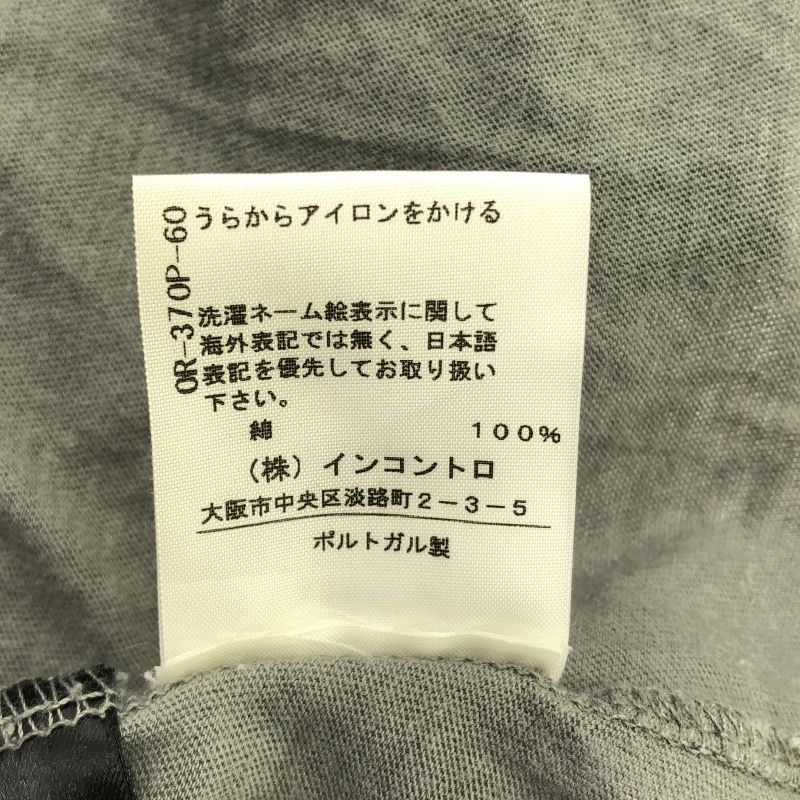 うらからアイロンをかける
OR-370P-60
洗濯ネーム絵表示に関して
海外表記では無く、日本語
表記を優先してお取り扱い
下さい。
綿 100%
(株)インコントロ
大阪市中央区淡路町2-3-5
ポルトガル製